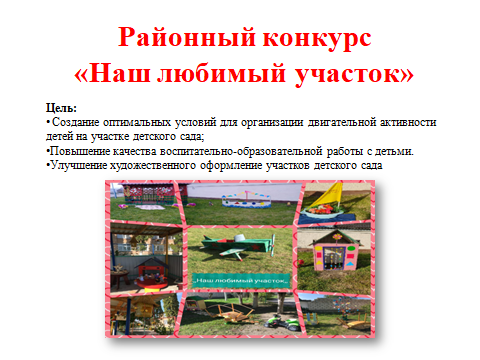 Районный конкурс
«Наш любимый участок»
Цель:
•Создание оптимальных условий для организации двигательной активности
детей на участке детского сада;
•Повышение качества воспитательно-образовательной работы с детьми.
•Улучшение художественного оформление участков детского сада
„Наш любимый участок„